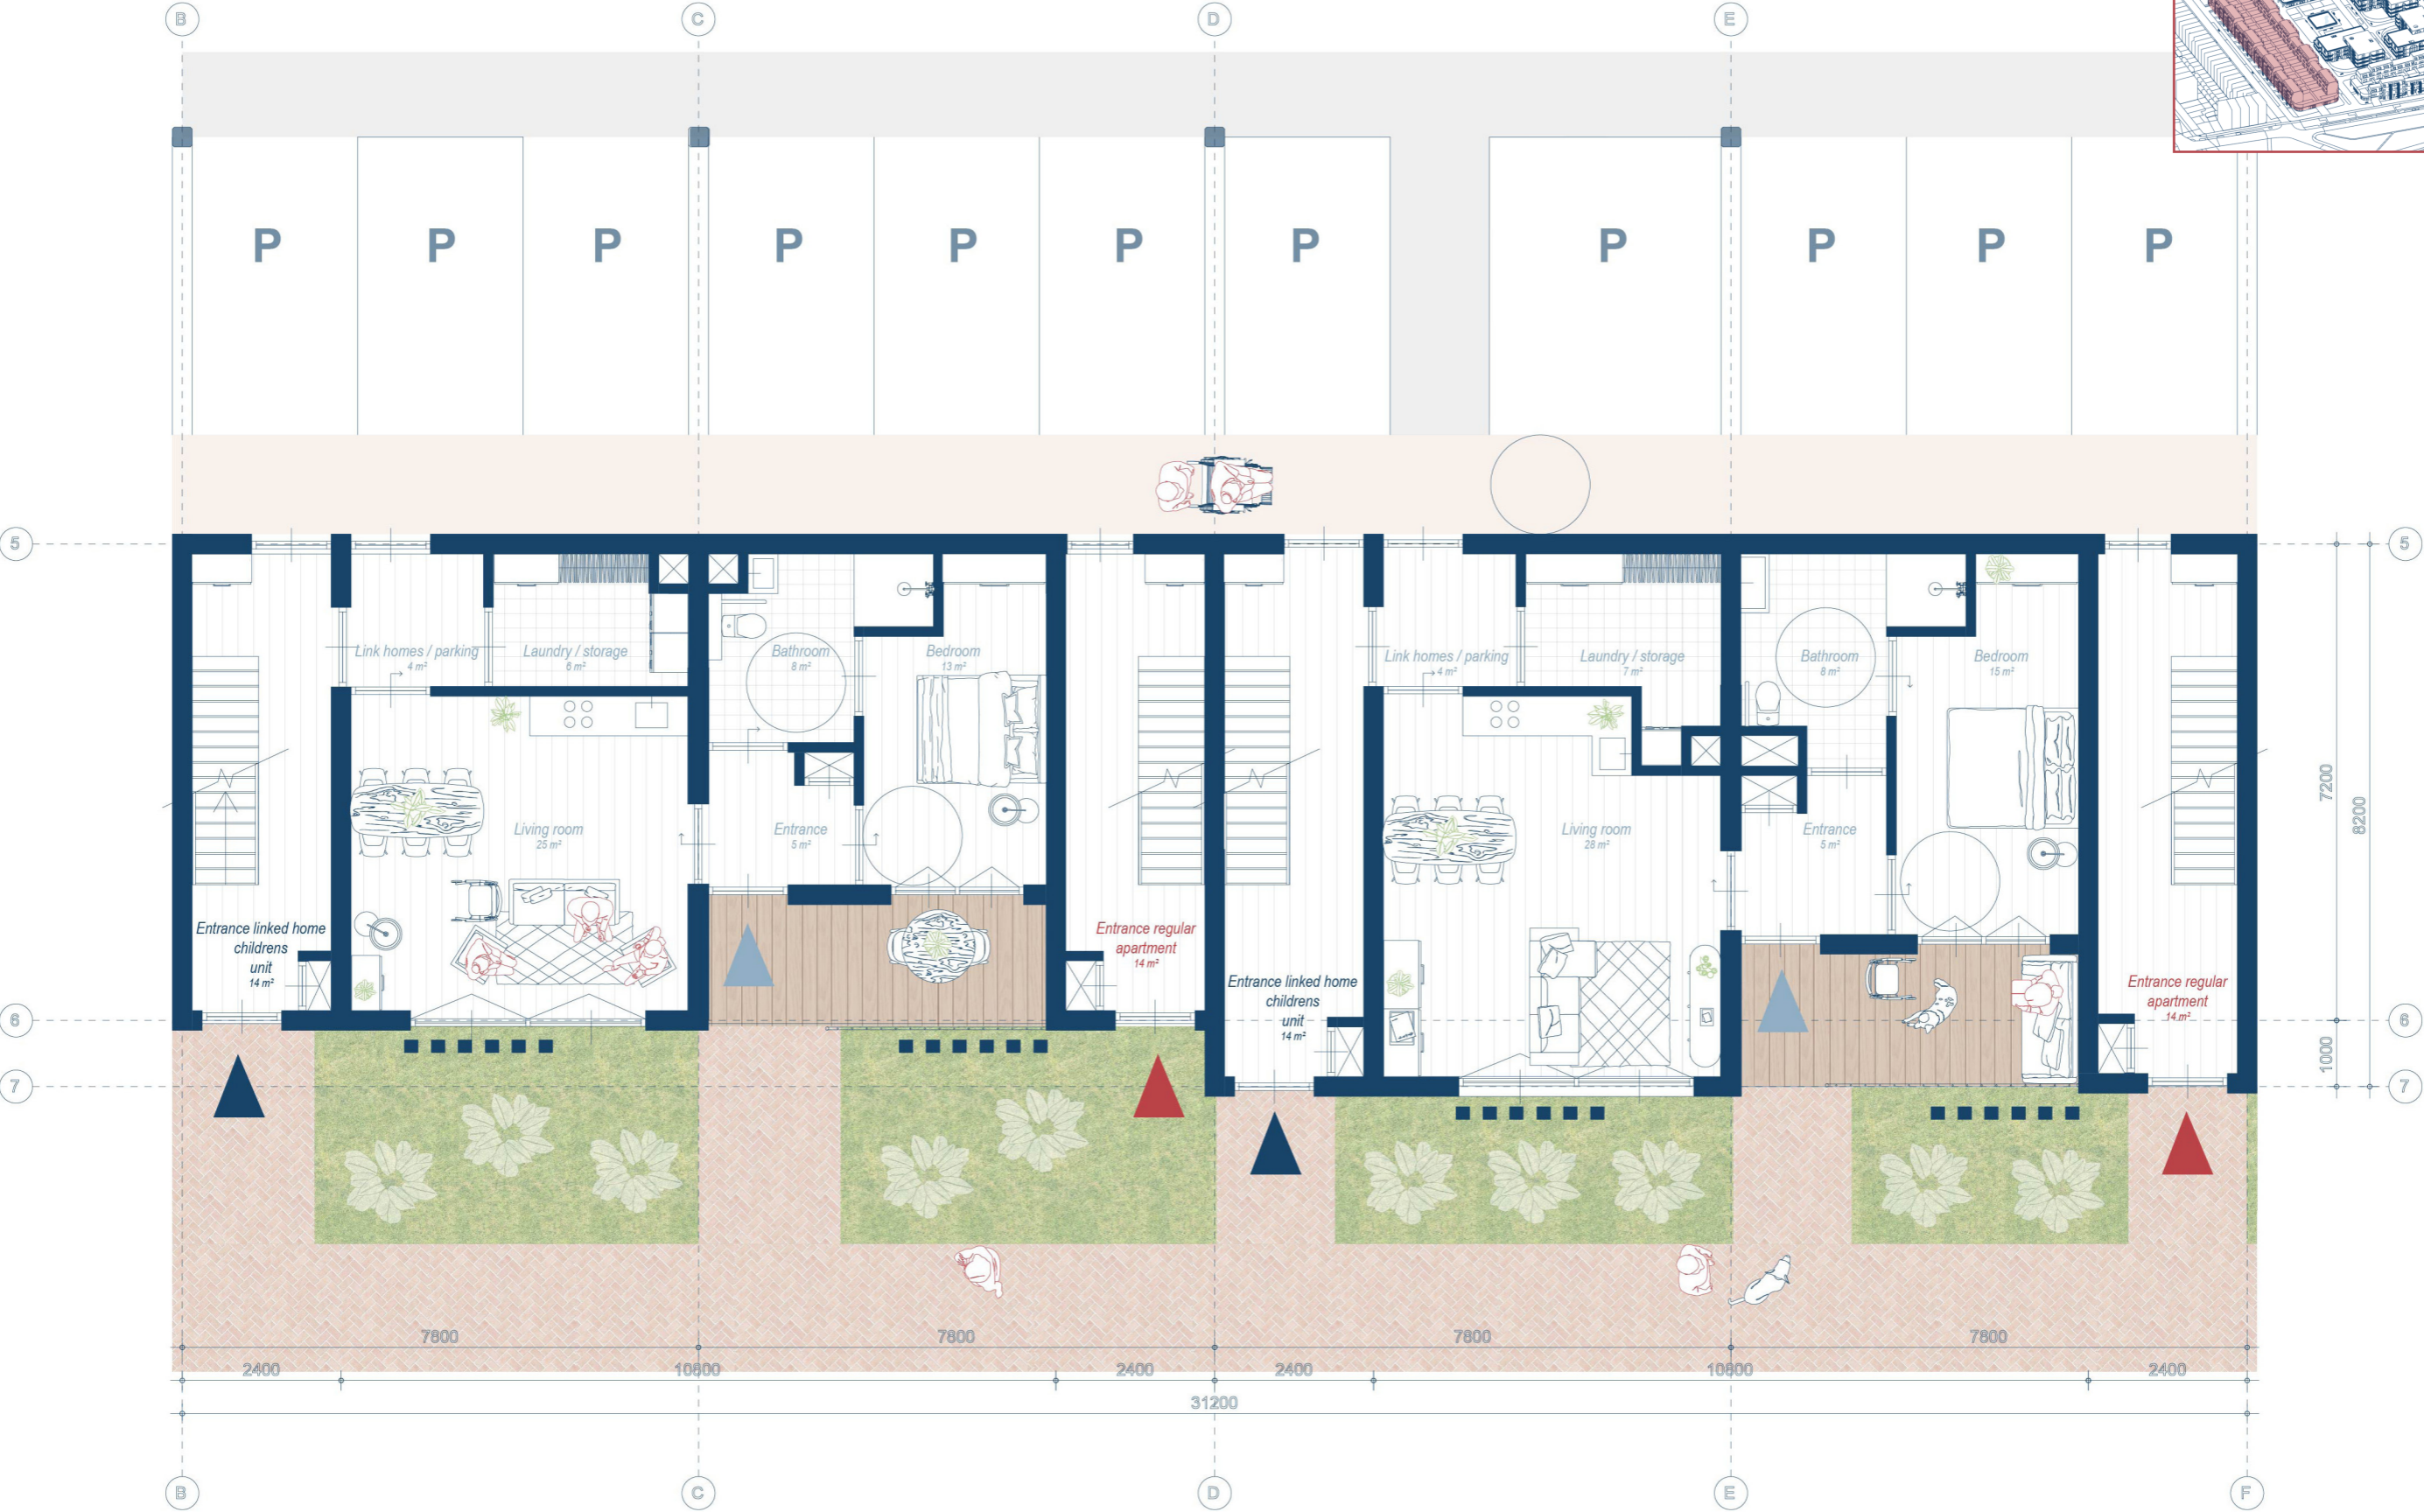 B C D E
P P P P P P P P P P P
5 5
Link homes / parking
4 m²
Laundry / storage
6 m²
Bathroom
8 m²
Bedroom
13 m²
Link homes / parking
4 m²
Laundry / storage
7 m²
Bathroom
8 m²
Bedroom
15 m²
7200
8200
Living room
25 m²
Entrance
5 m²
Living room
28 m²
Entrance
5 m²
Entrance linked home
childrens
unit
14 m²
Entrance regular
apartment
14 m²
Entrance linked home
childrens
unit
14 m²
Entrance regular
apartment
14 m²
6 6
1000
7 7
7800 7800 7800 7800
2400 10800 2400 2400 10800 2400
31200
B C D E F